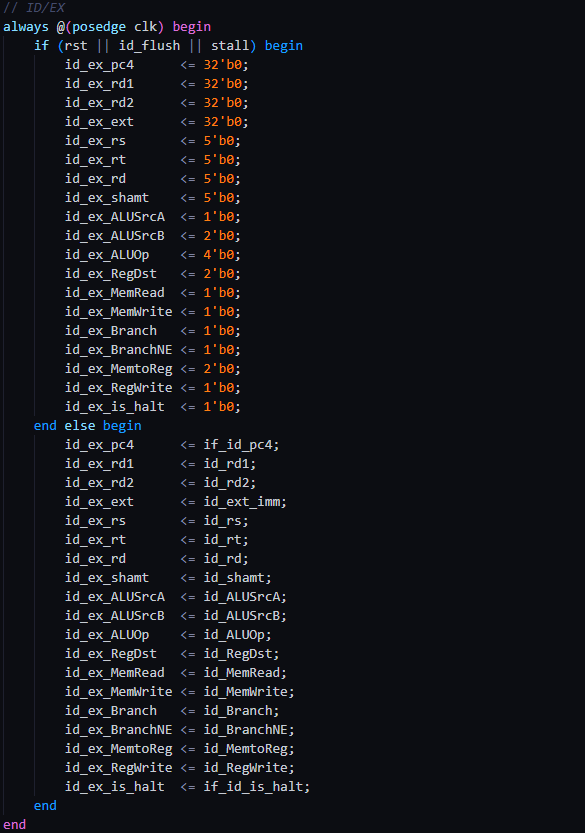 // ID/EX
always @(posedge clk) begin
    if (rst || id_flush || stall) begin
        id_ex_pc4      <= 32'b0;
        id_ex_rd1      <= 32'b0;
        id_ex_rd2      <= 32'b0;
        id_ex_ext      <= 32'b0;
        id_ex_rs       <= 5'b0;
        id_ex_rt       <= 5'b0;
        id_ex_rd       <= 5'b0;
        id_ex_shamt    <= 5'b0;
        id_ex_ALUSrcA  <= 1'b0;
        id_ex_ALUSrcB  <= 2'b0;
        id_ex_ALUOp    <= 4'b0;
        id_ex_RegDst   <= 2'b0;
        id_ex_MemRead  <= 1'b0;
        id_ex_MemWrite <= 1'b0;
        id_ex_Branch   <= 1'b0;
        id_ex_BranchNE <= 1'b0;
        id_ex_MemtoReg <= 2'b0;
        id_ex_RegWrite <= 1'b0;
        id_ex_is_halt  <= 1'b0;
    end else begin
        id_ex_pc4      <= if_id_pc4;
        id_ex_rd1      <= id_rd1;
        id_ex_rd2      <= id_rd2;
        id_ex_ext      <= id_ext_imm;
        id_ex_rs       <= id_rs;
        id_ex_rt       <= id_rt;
        id_ex_rd       <= id_rd;
        id_ex_shamt    <= id_shamt;
        id_ex_ALUSrcA  <= id_ALUSrcA;
        id_ex_ALUSrcB  <= id_ALUSrcB;
        id_ex_ALUOp    <= id_ALUOp;
        id_ex_RegDst   <= id_RegDst;
        id_ex_MemRead  <= id_MemRead;
        id_ex_MemWrite <= id_MemWrite;
        id_ex_Branch   <= id_Branch;
        id_ex_BranchNE <= id_BranchNE;
        id_ex_MemtoReg <= id_MemtoReg;
        id_ex_RegWrite <= id_RegWrite;
        id_ex_is_halt  <= if_id_is_halt;
    end
end